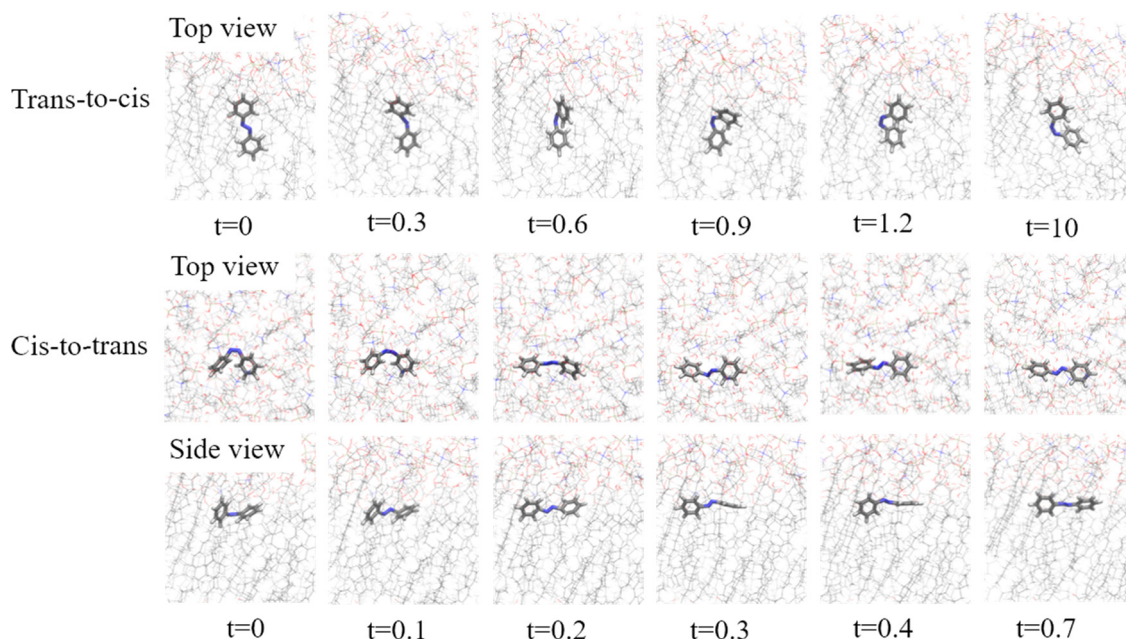 Top view
Trans-to-cis
t=0 t=0.3 t=0.6 t=0.9 t=1.2 t=10
Top view
Cis-to-trans
Side view
t=0 t=0.1 t=0.2 t=0.3 t=0.4 t=0.7